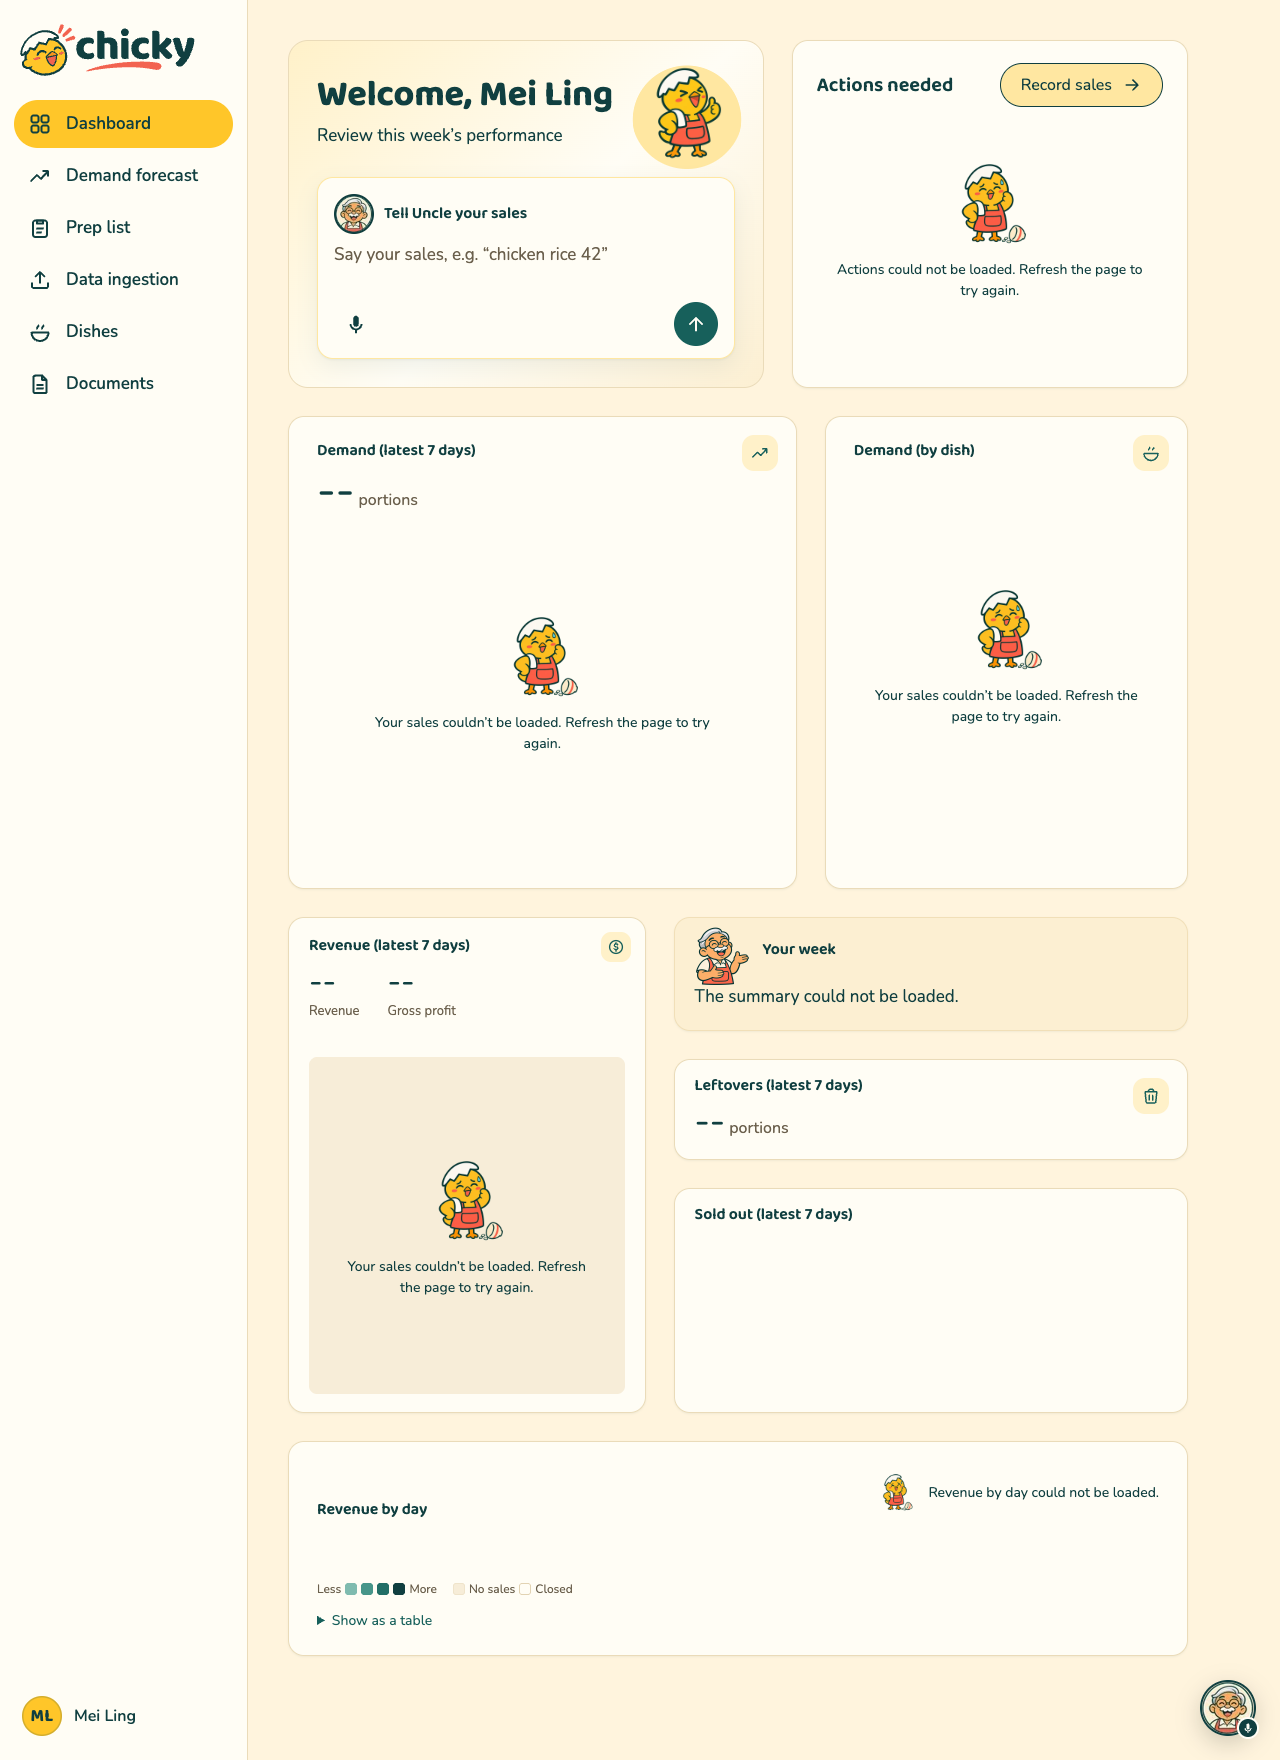 chicky
Dashboard
Demand forecast
Prep list
Data ingestion
Dishes
Documents
ML
Mei Ling
Welcome, Mei Ling
Review this week’s performance
Tell Uncle your sales
Say your sales, e.g. “chicken rice 42”
Actions needed
Record sales
Actions could not be loaded. Refresh the page to
try again.
Demand (latest 7 days)
-- portions
Your sales couldn’t be loaded. Refresh the page to try
again.
Demand (by dish)
Your sales couldn’t be loaded. Refresh the
page to try again.
Revenue (latest 7 days)
-- --
Revenue Gross profit
Your sales couldn’t be loaded. Refresh
the page to try again.
Your week
The summary could not be loaded.
Leftovers (latest 7 days)
-- portions
Sold out (latest 7 days)
Revenue by day
Revenue by day could not be loaded.
Less More No sales Closed
Show as a table